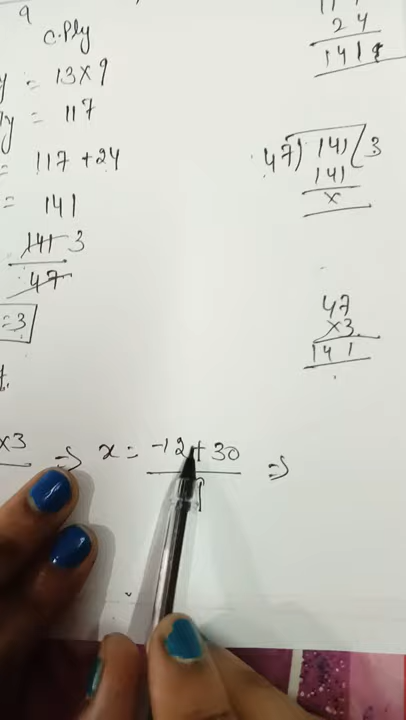 9
c.Ply
y = 13×9
ly = 117
= 117 + 24
= 141
141 3
47
=3
×3 ⇒ x = -12 + 30 ⇒
9
24
141
47) 141 (3
141
×
47
×3
141